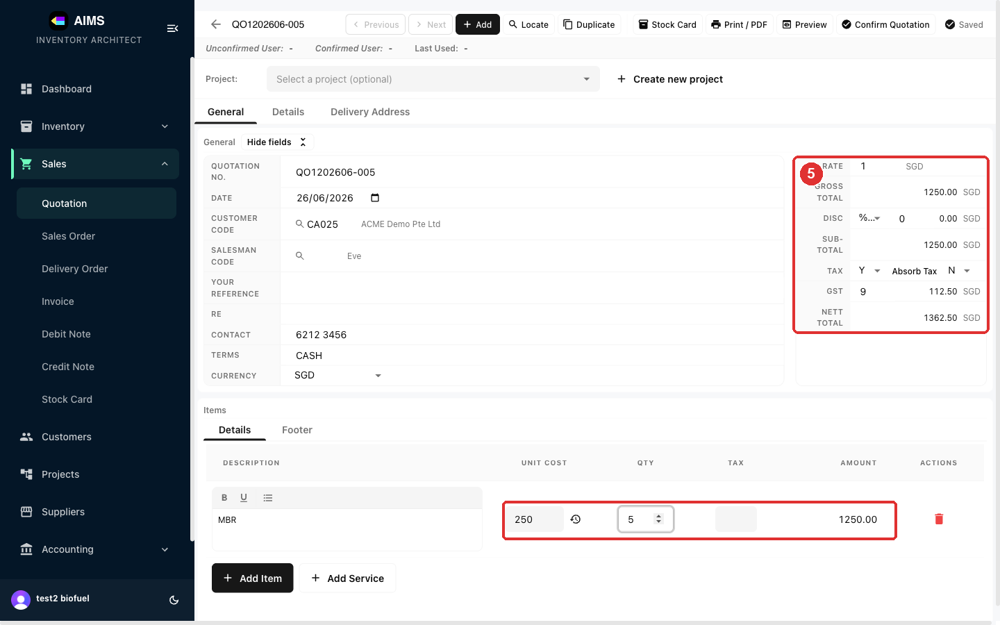 AIMS
INVENTORY ARCHITECT
Dashboard
Inventory
Sales
Quotation
Sales Order
Delivery Order
Invoice
Debit Note
Credit Note
Stock Card
Customers
Projects
Suppliers
Accounting
test2 biofuel
QO1202606-005
Previous
Next
Add
Locate
Duplicate
Stock Card
Print / PDF
Preview
Confirm Quotation
Saved
Unconfirmed User: -
Confirmed User: -
Last Used: -
Project:
Select a project (optional)
Create new project
General
Details
Delivery Address
General
Hide fields
QUOTATION NO.
QO1202606-005
DATE
26/06/2026
CUSTOMER CODE
CA025
ACME Demo Pte Ltd
SALESMAN CODE
Eve
YOUR REFERENCE
RE
CONTACT
6212 3456
TERMS
CASH
CURRENCY
SGD
5
RATE
1
SGD
GROSS TOTAL
1250.00 SGD
DISC
%...
0
0.00 SGD
SUB-TOTAL
1250.00 SGD
TAX
Y
Absorb Tax
N
GST
9
112.50 SGD
NETT TOTAL
1362.50 SGD
Items
Details
Footer
DESCRIPTION
UNIT COST
QTY
TAX
AMOUNT
ACTIONS
B U
MBR
250
5
1250.00
Add Item
Add Service